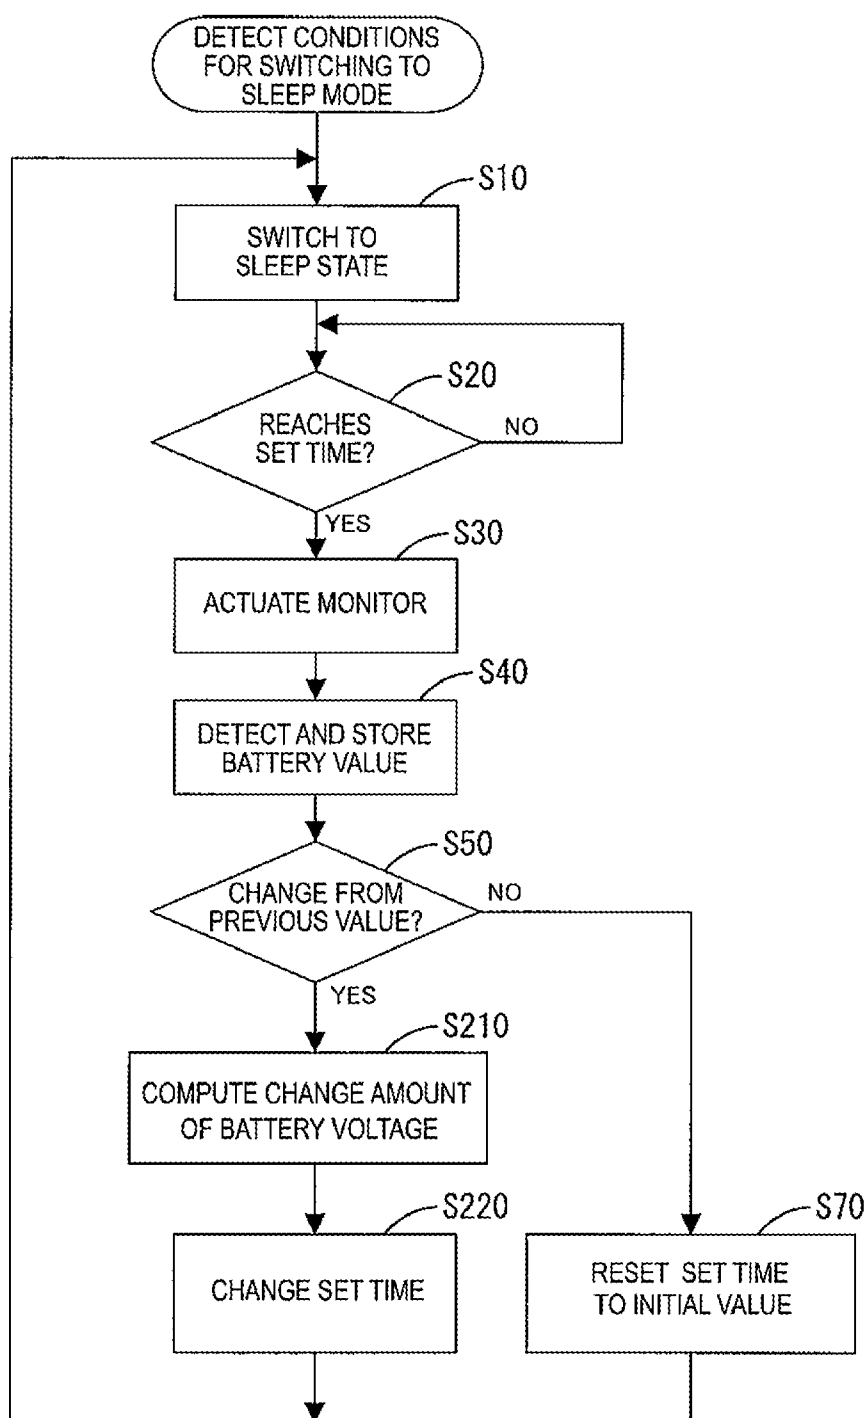 DETECT CONDITIONS
FOR SWITCHING TO
SLEEP MODE
S10
SWITCH TO
SLEEP STATE
S20
REACHES
SET TIME?
NO
YES
S30
ACTUATE MONITOR
S40
DETECT AND STORE
BATTERY VALUE
S50
CHANGE FROM
PREVIOUS VALUE?
NO
YES
S210
COMPUTE CHANGE AMOUNT
OF BATTERY VOLTAGE
S220
CHANGE SET TIME
S70
RESET SET TIME
TO INITIAL VALUE